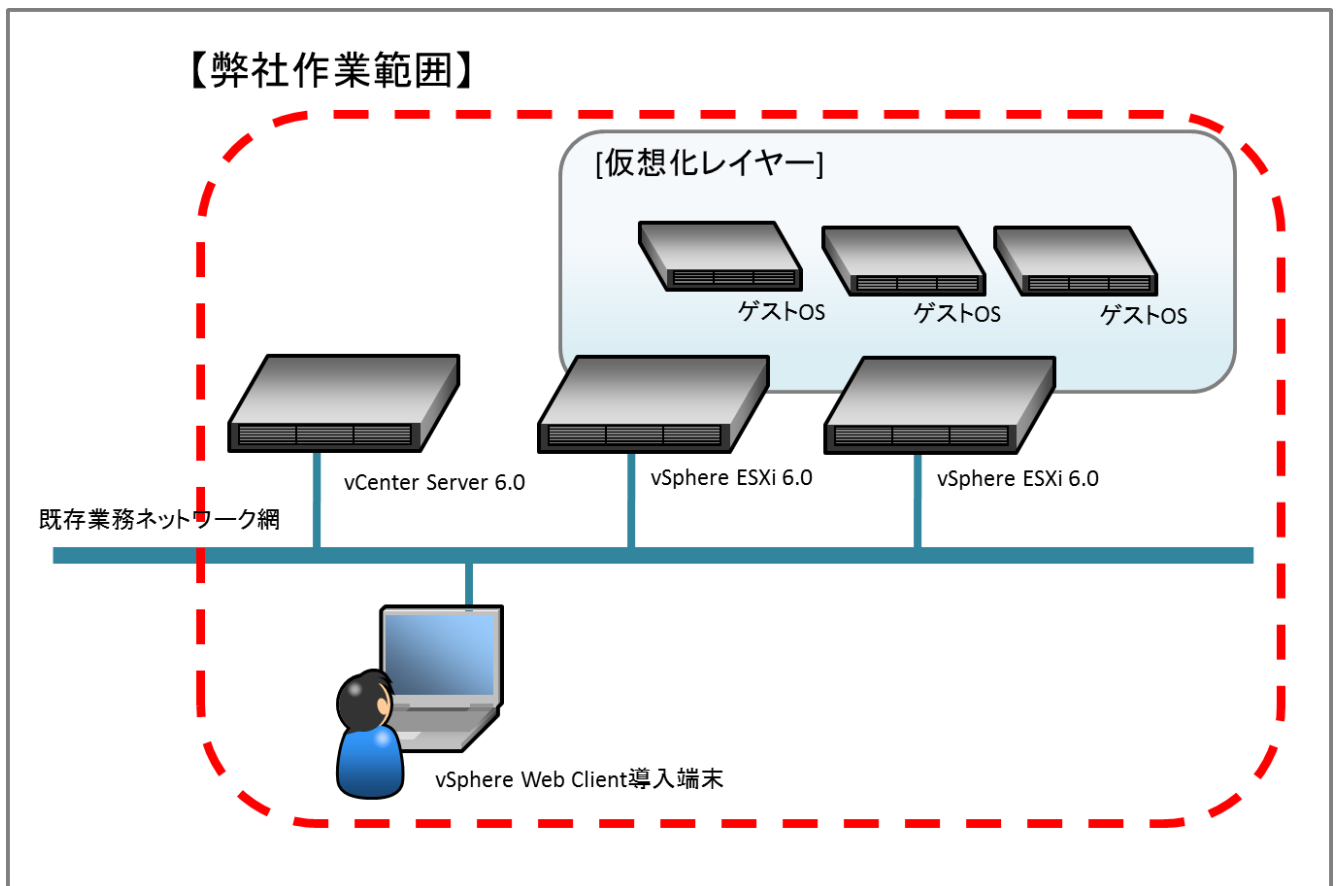 【弊社作業範囲】
[仮想化レイヤー]
ゲストOS
ゲストOS
ゲストOS
vCenter Server 6.0
vSphere ESXi 6.0
vSphere ESXi 6.0
既存業務ネットワーク網
vSphere Web Client導入端末